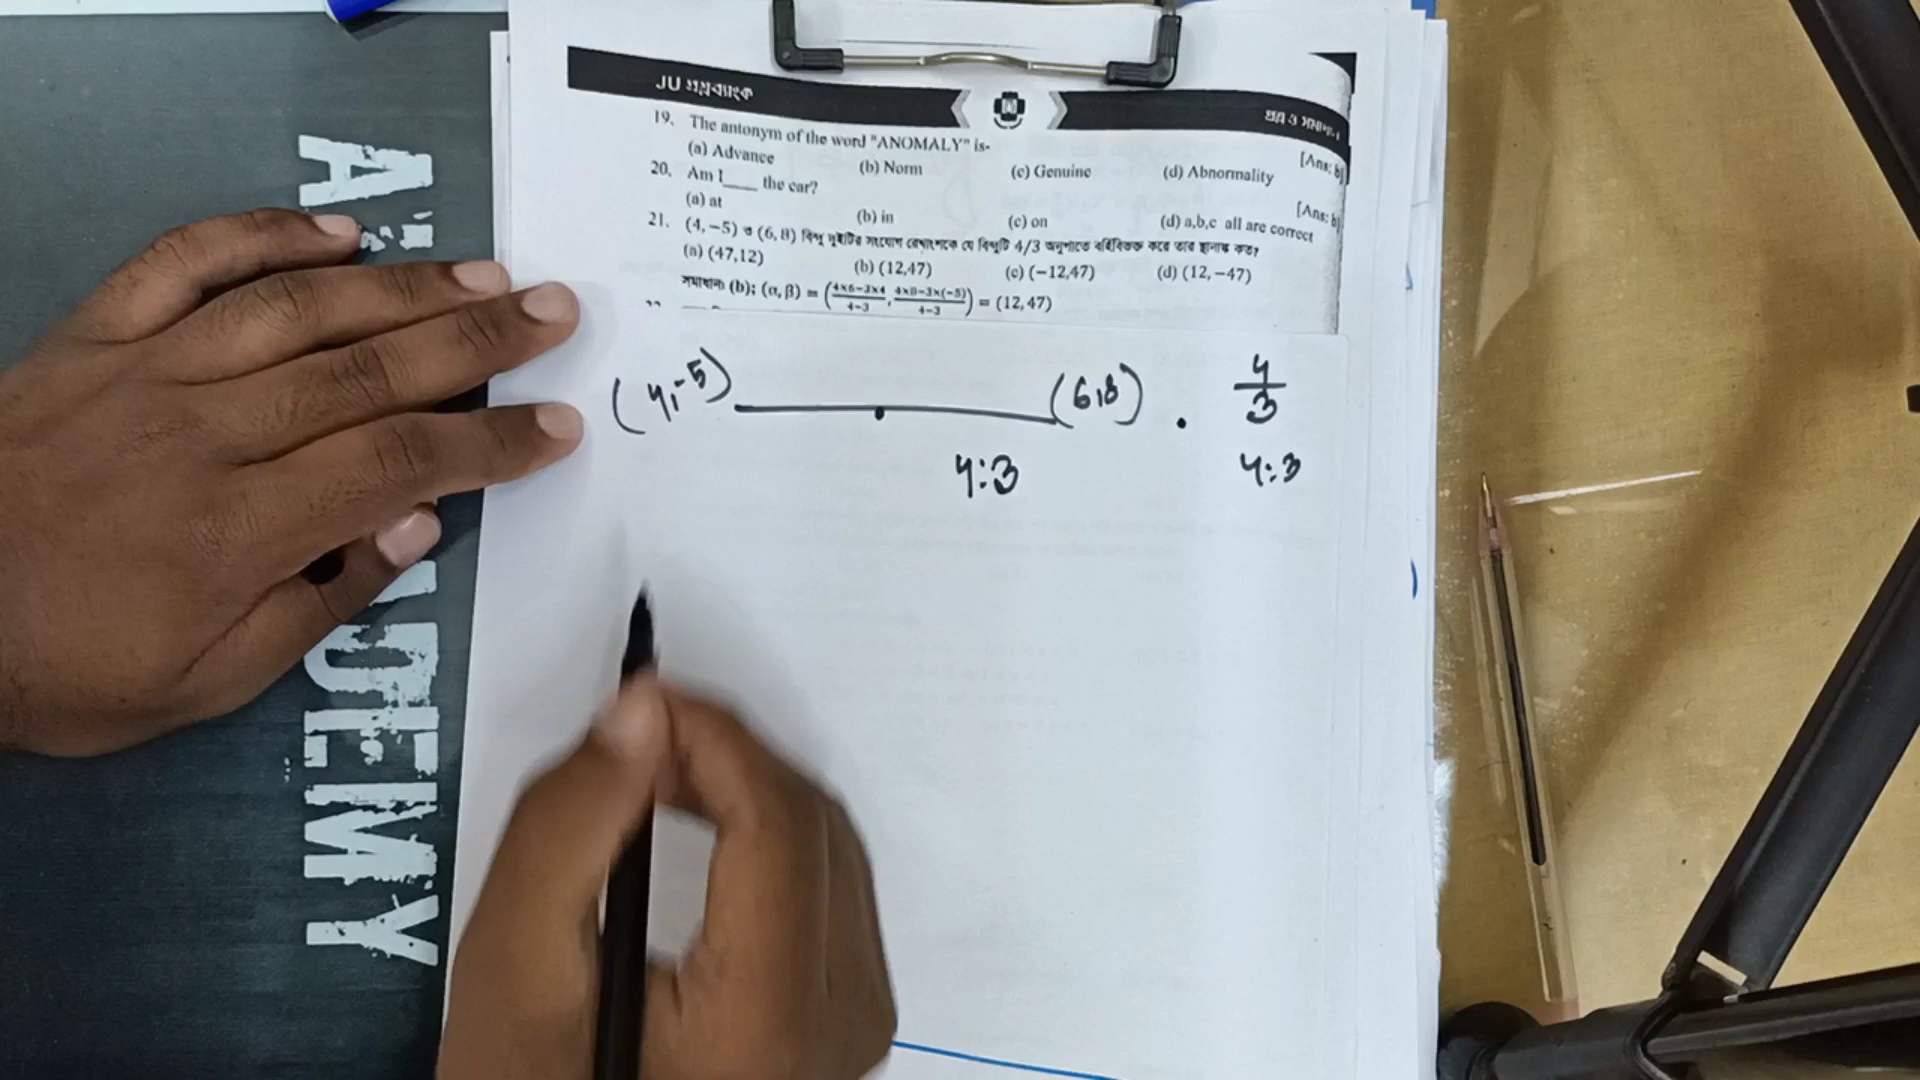 JU প্রশ্নব্যাংক
প্রশ্ন ও সমাধান
19. The antonym of the word "ANOMALY" is- [Ans: b]
(a) Advance (b) Norm (c) Genuine (d) Abnormality
20. Am I____ the car? [Ans: b]
(a) at (b) in (c) on (d) a,b,c all are correct
21. (4, −5) ও (6, 8) বিন্দু দুইটির সংযোগ রেখাংশকে যে বিন্দুটি 4/3 অনুপাতে বহির্বিভক্ত করে তার স্থানাঙ্ক কত?
(a) (47,12) (b) (12,47) (c) (−12,47) (d) (12, −47)
সমাধান: (b); (α, β) = (4×6−3×4/4−3, 4×8−3×(−5)/4−3) = (12, 47)
(4,-5) (6,8) . 4/3
4:3 4:3
A
DEMY